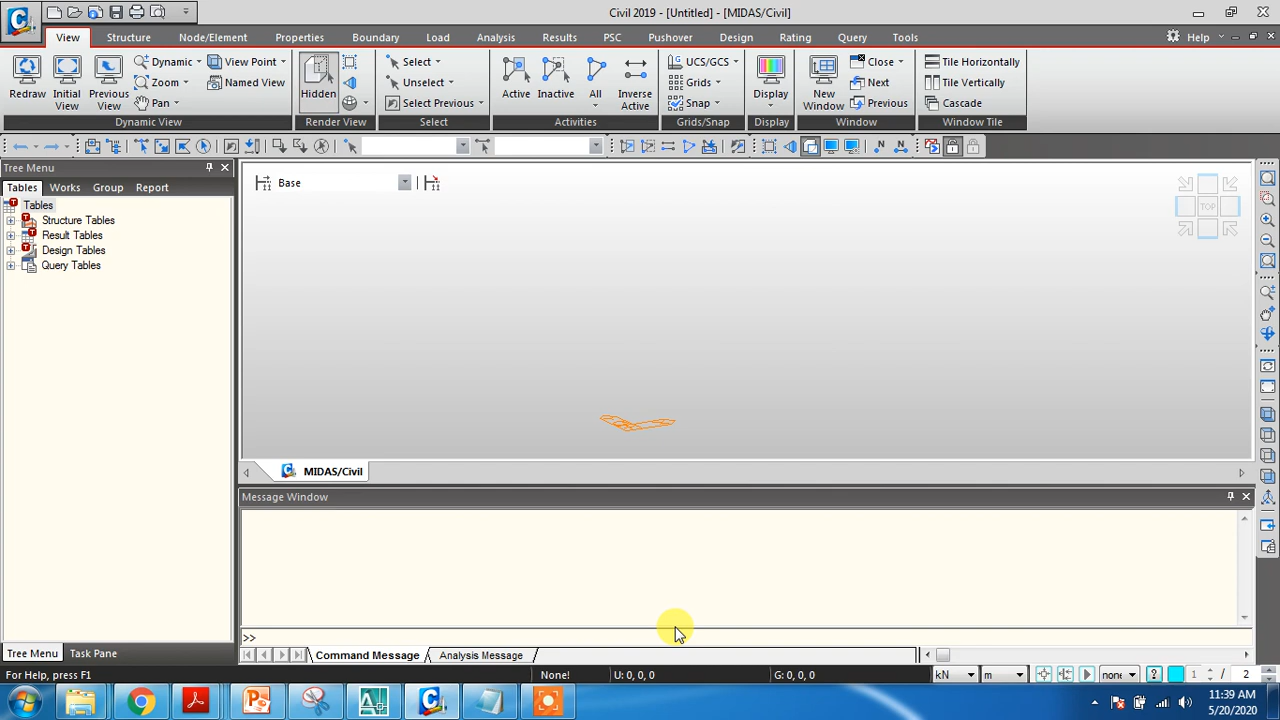 Civil 2019 - [Untitled] - [MIDAS/Civil]
View Structure Node/Element Properties Boundary Load Analysis Results PSC Pushover Design Rating Query Tools Help
Redraw
Initial View
Previous View
Dynamic
Zoom
Pan
View Point
Named View
Dynamic View
Hidden
Render View
Select
Unselect
Select Previous
Select
Active
Inactive
All
Inverse Active
Activities
UCS/GCS
Grids
Snap
Grids/Snap
Display
Display
New Window
Close
Next
Previous
Window
Tile Horizontally
Tile Vertically
Cascade
Window Tile
Tree Menu
Tables Works Group Report
Tables
Structure Tables
Result Tables
Design Tables
Query Tables
Base
TOP
MIDAS/Civil
Message Window
>>
Tree Menu Task Pane
Command Message Analysis Message
For Help, press F1
None!
U: 0, 0, 0
G: 0, 0, 0
kN
m
non
?
1 / 2
11:39 AM
5/20/2020